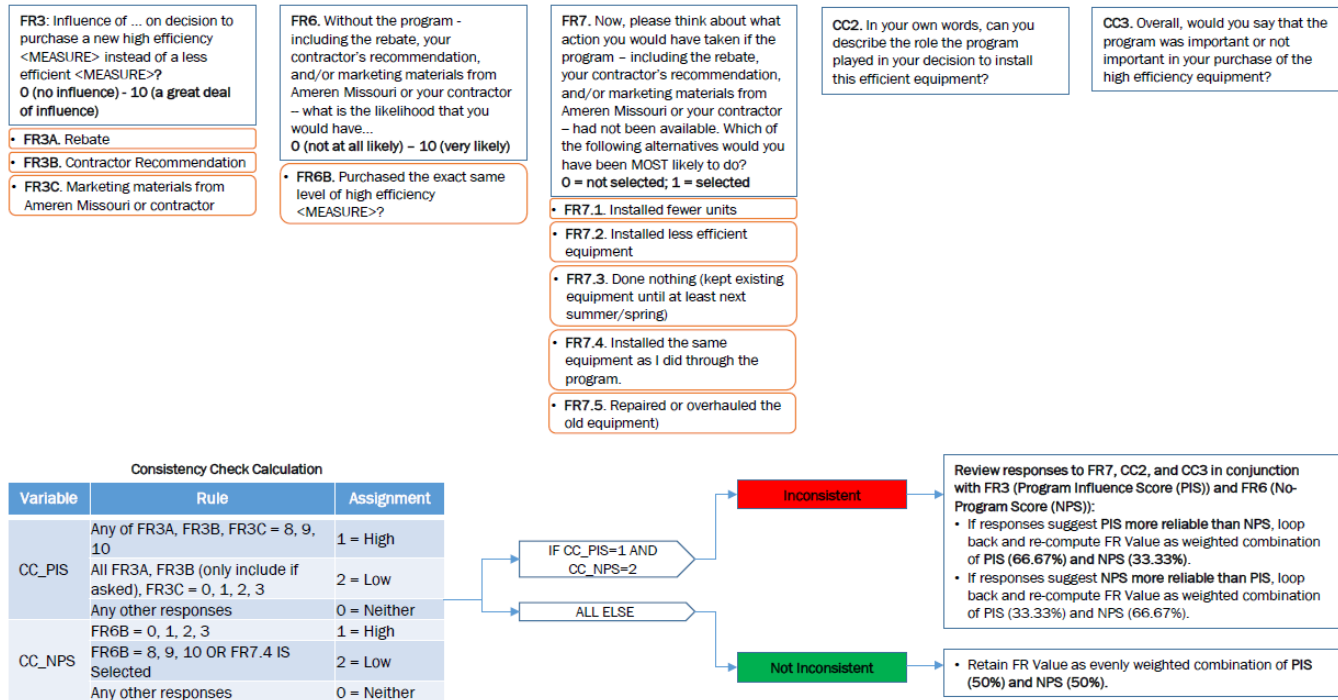 FR3: Influence of ... on decision to
purchase a new high efficiency
<MEASURE> instead of a less
efficient <MEASURE>?
0 (no influence) - 10 (a great deal
of influence)
• FR3A. Rebate
• FR3B. Contractor Recommendation
• FR3C. Marketing materials from
Ameren Missouri or contractor
FR6. Without the program -
including the rebate, your
contractor's recommendation,
and/or marketing materials from
Ameren Missouri or your contractor
– what is the likelihood that you
would have...
0 (not at all likely) – 10 (very likely)
• FR6B. Purchased the exact same
level of high efficiency
<MEASURE>?
FR7. Now, please think about what
action you would have taken if the
program – including the rebate,
your contractor's recommendation,
and/or marketing materials from
Ameren Missouri or your contractor
– had not been available. Which of
the following alternatives would you
have been MOST likely to do?
0 = not selected; 1 = selected
• FR7.1. Installed fewer units
• FR7.2. Installed less efficient
equipment
• FR7.3. Done nothing (kept existing
equipment until at least next
summer/spring)
• FR7.4. Installed the same
equipment as I did through the
program.
• FR7.5. Repaired or overhauled the
old equipment)
CC2. In your own words, can you
describe the role the program
played in your decision to install
this efficient equipment?
CC3. Overall, would you say that the
program was important or not
important in your purchase of the
high efficiency equipment?
Consistency Check Calculation
Variable Rule Assignment
CC_PIS
Any of FR3A, FR3B, FR3C = 8, 9,
10
1 = High
All FR3A, FR3B (only include if
asked), FR3C = 0, 1, 2, 3
2 = Low
Any other responses 0 = Neither
CC_NPS
FR6B = 0, 1, 2, 3 1 = High
FR6B = 8, 9, 10 OR FR7.4 IS
Selected
2 = Low
Any other responses 0 = Neither
IF CC_PIS=1 AND
CC_NPS=2
ALL ELSE
Inconsistent
Not Inconsistent
Review responses to FR7, CC2, and CC3 in conjunction
with FR3 (Program Influence Score (PIS)) and FR6 (No-
Program Score (NPS)):
• If responses suggest PIS more reliable than NPS, loop
back and re-compute FR Value as weighted combination
of PIS (66.67%) and NPS (33.33%).
• If responses suggest NPS more reliable than PIS, loop
back and re-compute FR Value as weighted combination
of PIS (33.33%) and NPS (66.67%).
• Retain FR Value as evenly weighted combination of PIS
(50%) and NPS (50%).